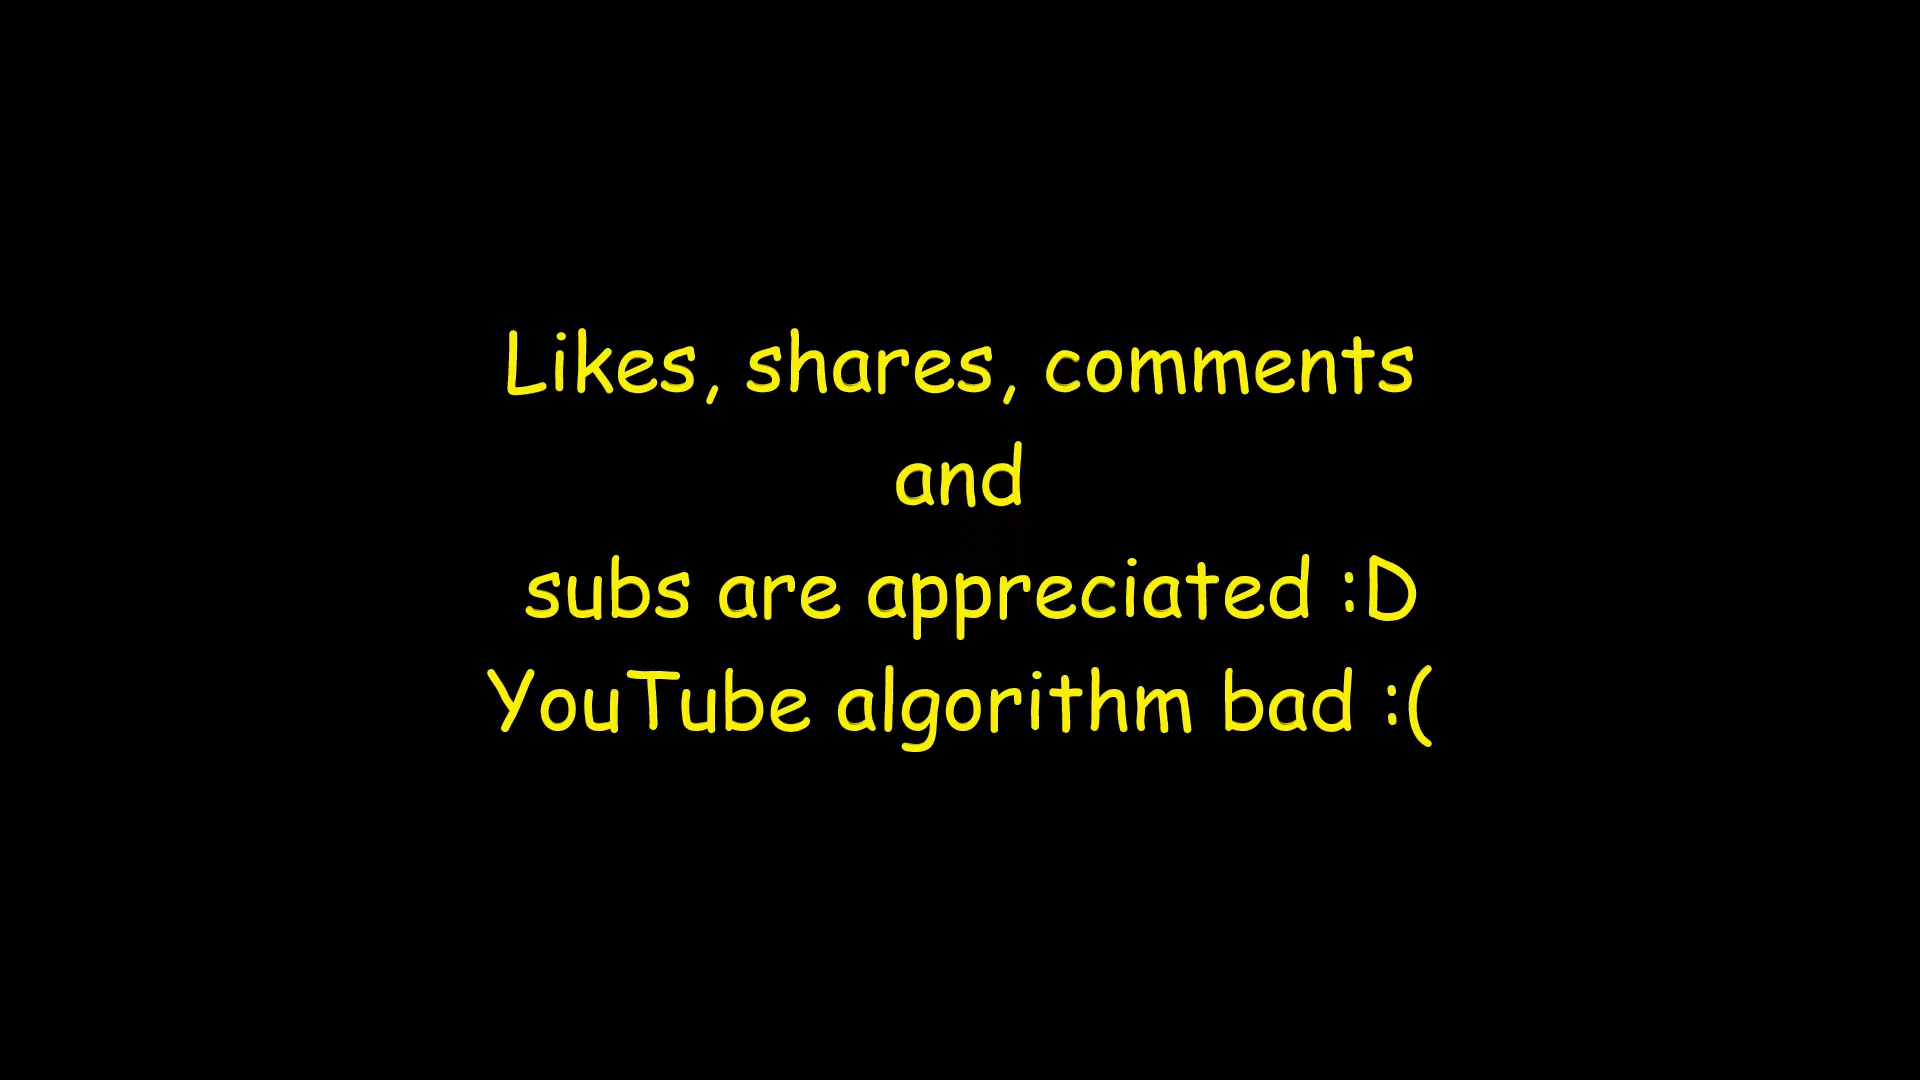 Likes, shares, comments
and
subs are appreciated :D
YouTube algorithm bad :(